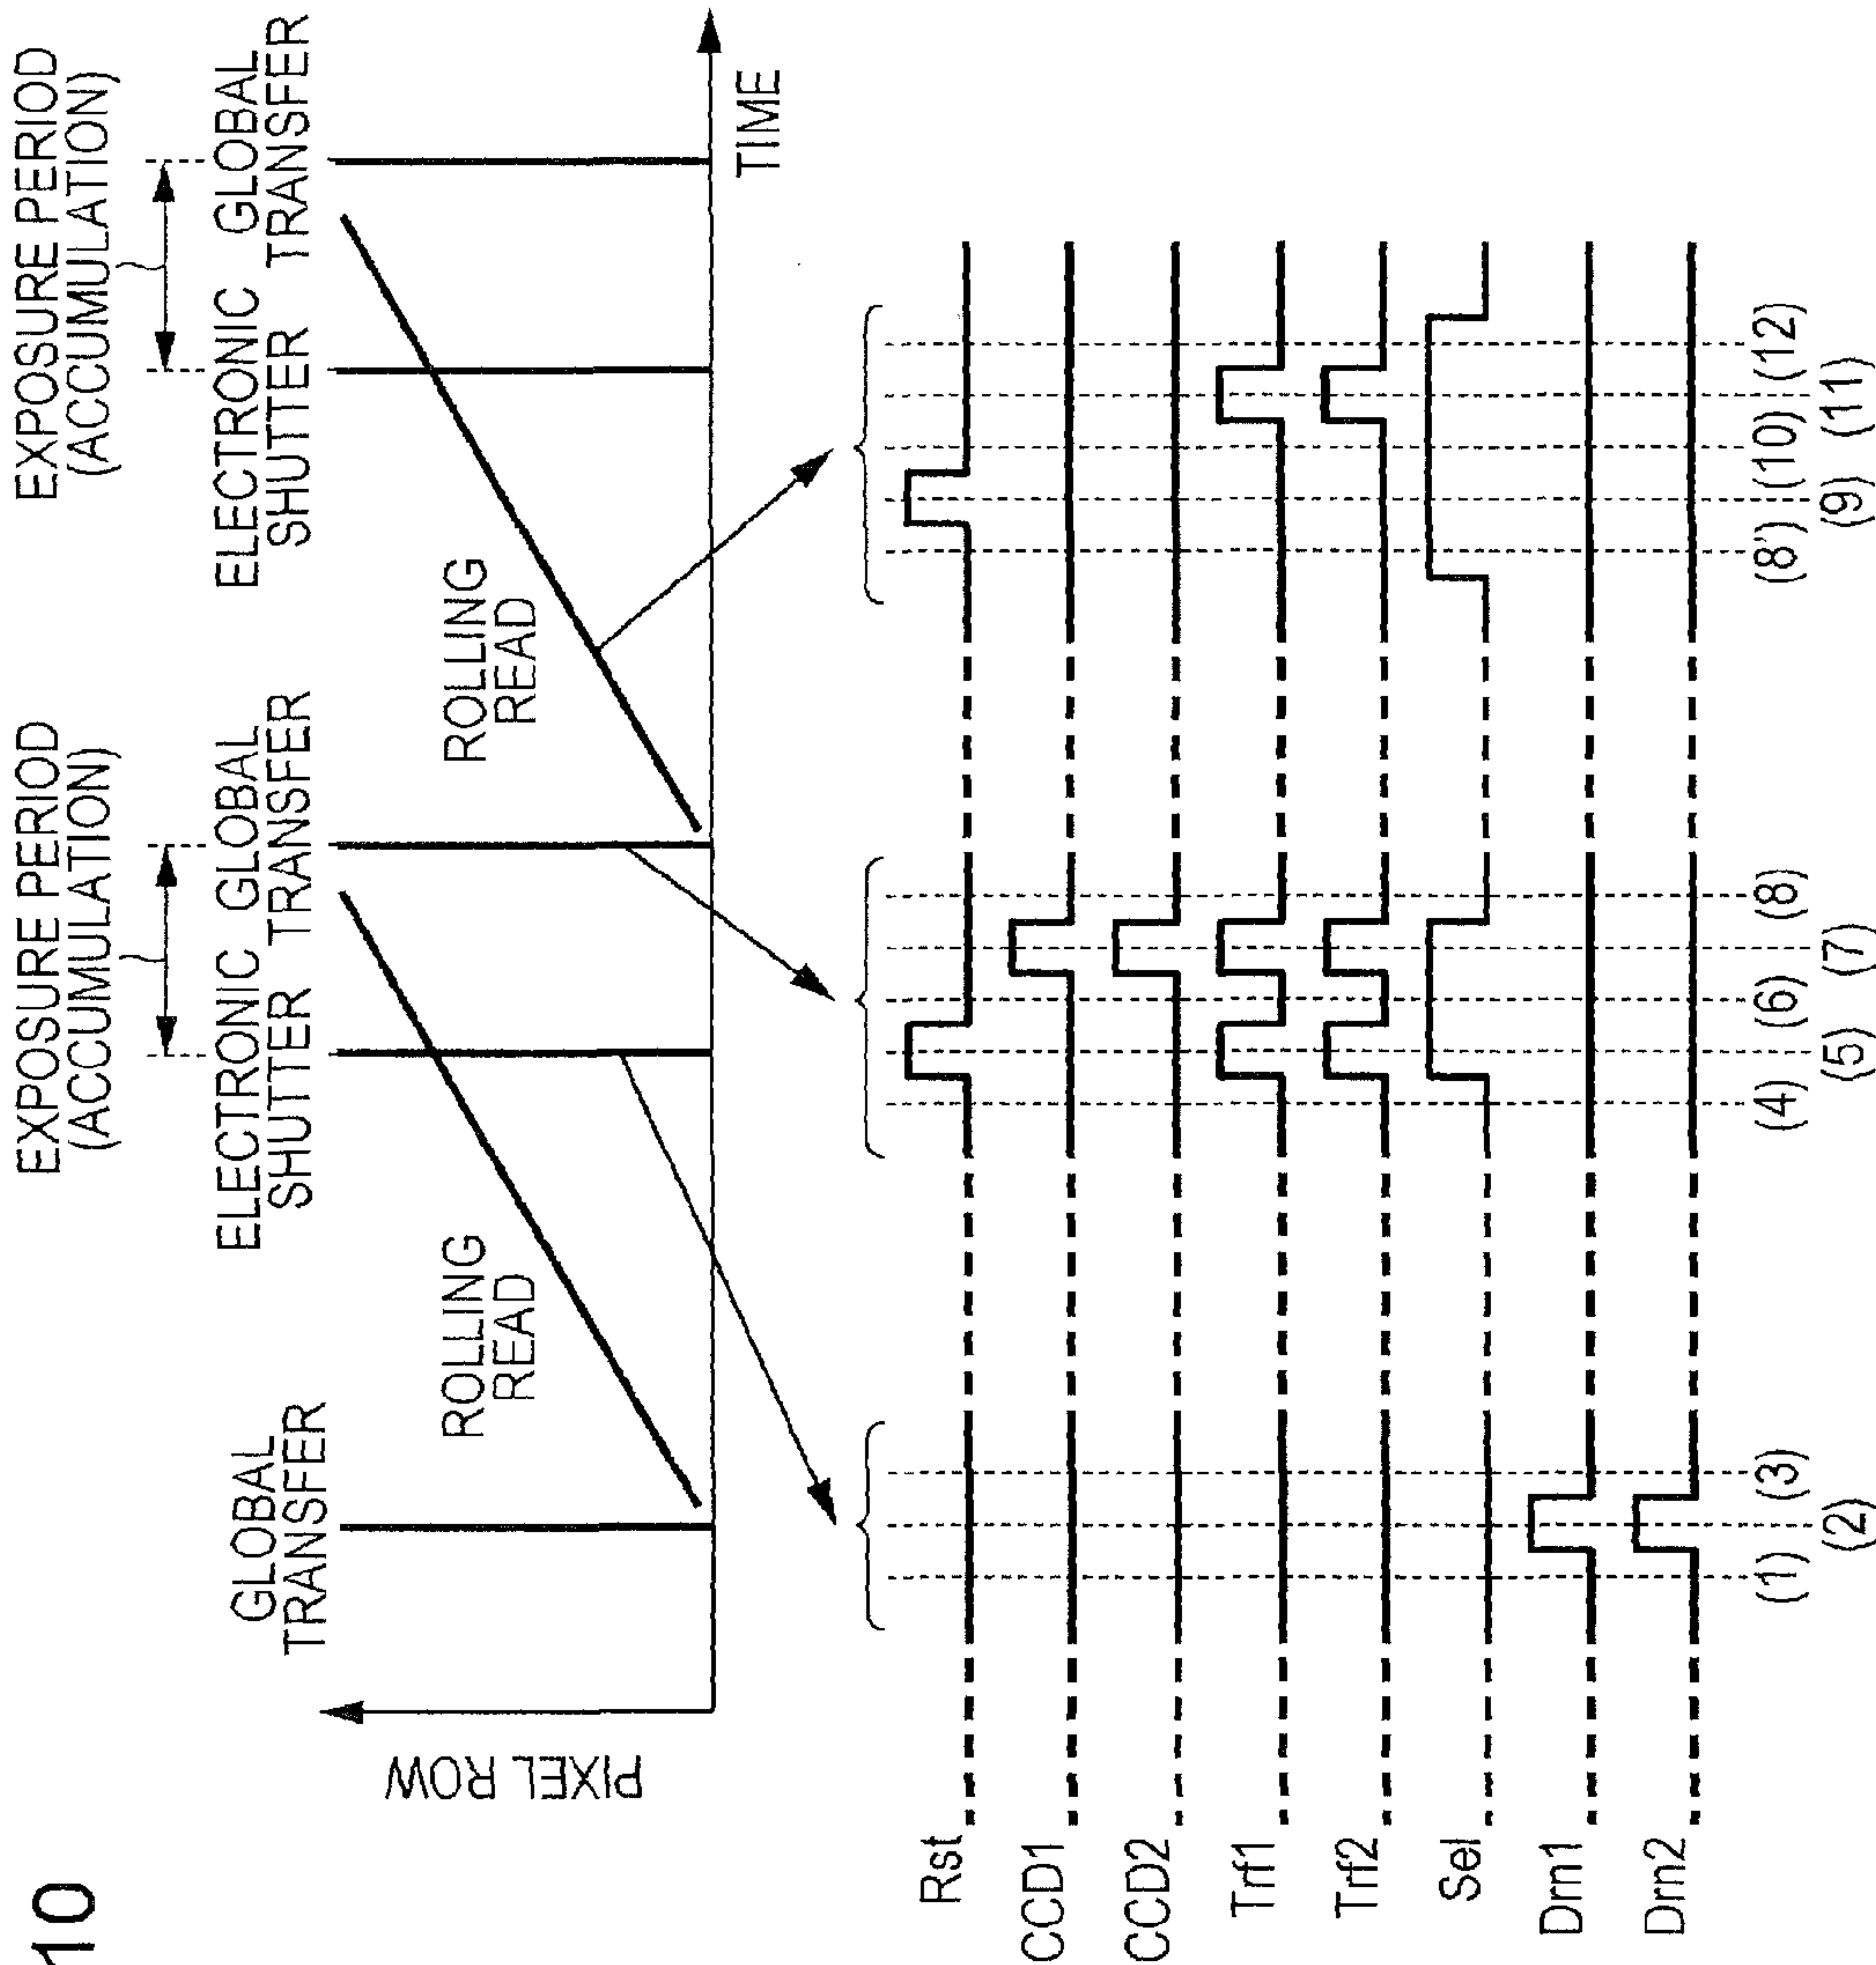 10
EXPOSURE PERIOD
(ACCUMULATION)
EXPOSURE PERIOD
(ACCUMULATION)
GLOBAL
TRANSFER
ELECTRONIC
SHUTTER
GLOBAL
TRANSFER
ELECTRONIC
SHUTTER
GLOBAL
TRANSFER
PIXEL ROW
ROLLING
READ
ROLLING
READ
TIME
Rst
CCD1
CCD2
Trf1
Trf2
Sel
Drn1
Drn2
(1) (3) (4) (6) (8) (8') (10) (12)
(2) (5) (7) (9) (11)